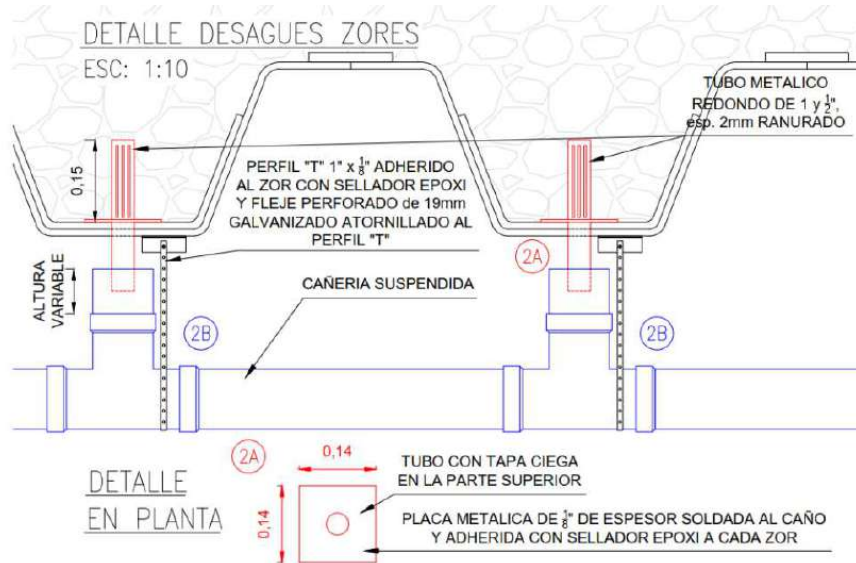 DETALLE DESAGUES ZORES
ESC: 1:10
TUBO METALICO
REDONDO DE 1 y 1/2",
esp. 2mm RANURADO
0,15
PERFIL "T" 1" x 1/8" ADHERIDO
AL ZOR CON SELLADOR EPOXI
Y FLEJE PERFORADO de 19mm
GALVANIZADO ATORNILLADO AL
PERFIL "T"
2A
ALTURA
VARIABLE
CAÑERIA SUSPENDIDA
2B
2B
2A
0,14
DETALLE
EN PLANTA
0,14
TUBO CON TAPA CIEGA
EN LA PARTE SUPERIOR
PLACA METALICA DE 1/8" DE ESPESOR SOLDADA AL CAÑO
Y ADHERIDA CON SELLADOR EPOXI A CADA ZOR